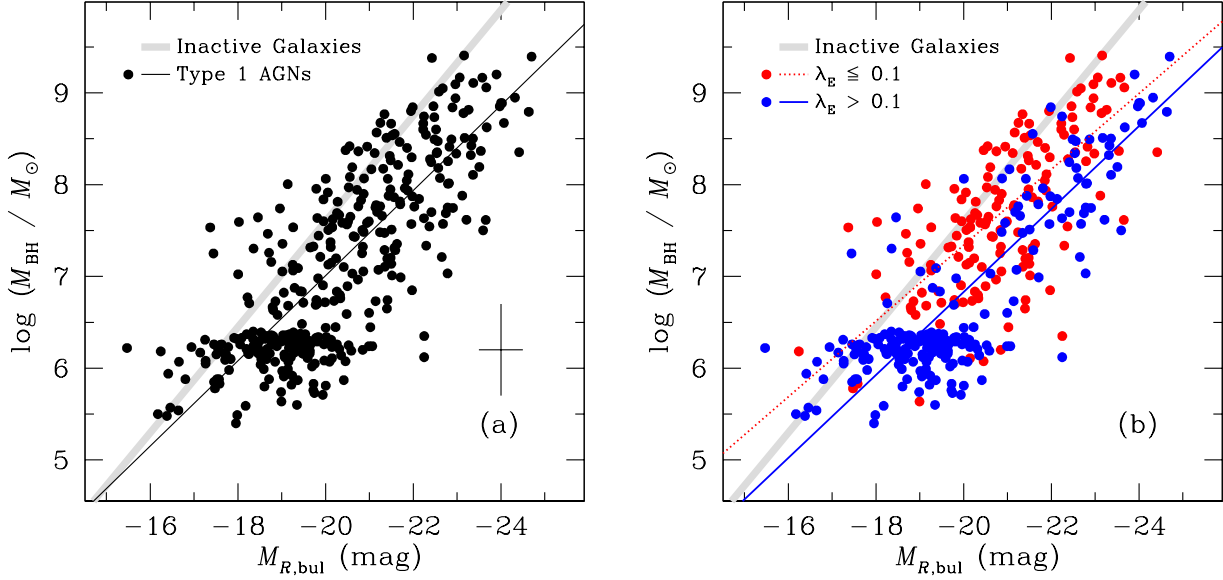 Inactive Galaxies
Type 1 AGNs
9
8
7
6
5
log (M_BH / M_⊙)
(a)
−16 −18 −20 −22 −24
M_R,bul (mag)
Inactive Galaxies
λ_E ≤ 0.1
λ_E > 0.1
9
8
7
6
5
log (M_BH / M_⊙)
(b)
−16 −18 −20 −22 −24
M_R,bul (mag)